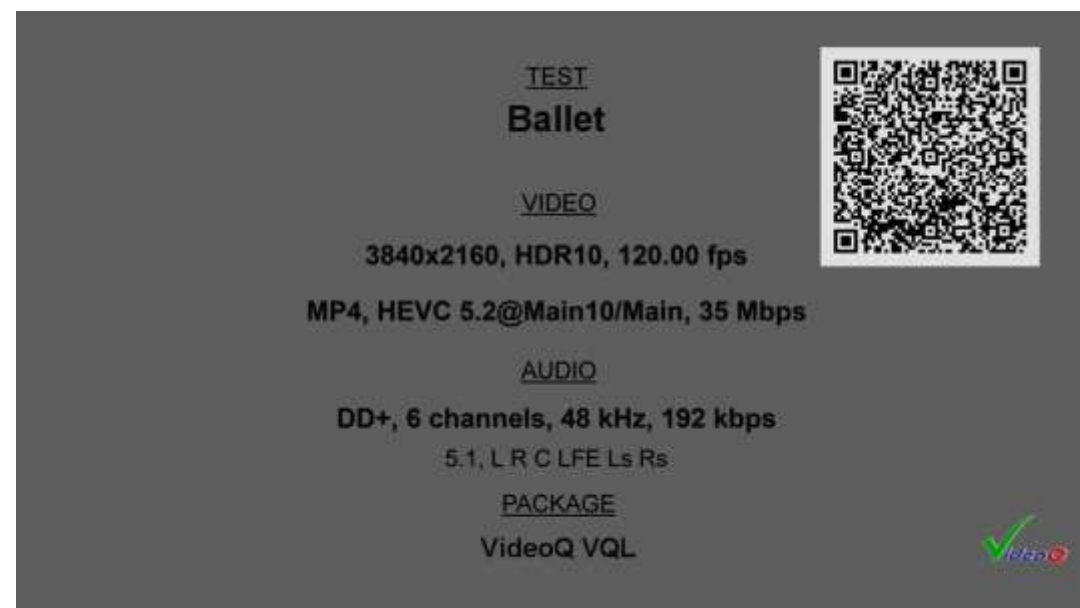 TEST
Ballet
VIDEO
3840x2160, HDR10, 120.00 fps
MP4, HEVC 5.2@Main10/Main, 35 Mbps
AUDIO
DD+, 6 channels, 48 kHz, 192 kbps
5.1, L R C LFE Ls Rs
PACKAGE
VideoQ VQL
VideoQ